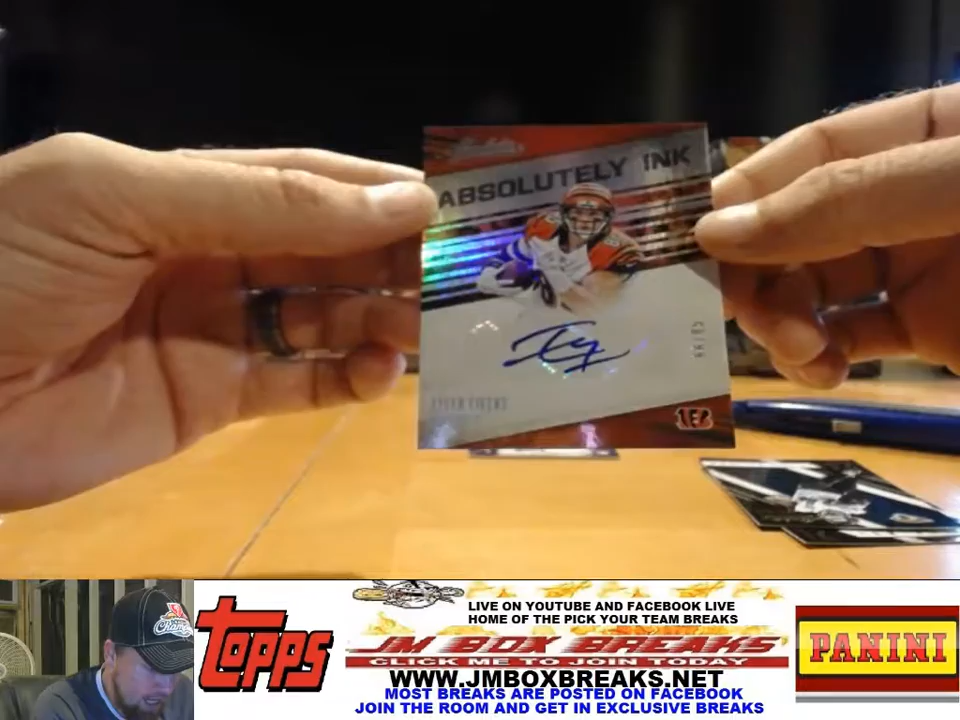 ABSOLUTELY INK
TYLER EIFERT
TOPPS
LIVE ON YOUTUBE AND FACEBOOK LIVE
HOME OF THE PICK YOUR TEAM BREAKS
JM BOX BREAKS
CLICK ME TO JOIN TODAY
WWW.JMBOXBREAKS.NET
MOST BREAKS ARE POSTED ON FACEBOOK
JOIN THE ROOM AND GET IN EXCLUSIVE BREAKS
PANINI